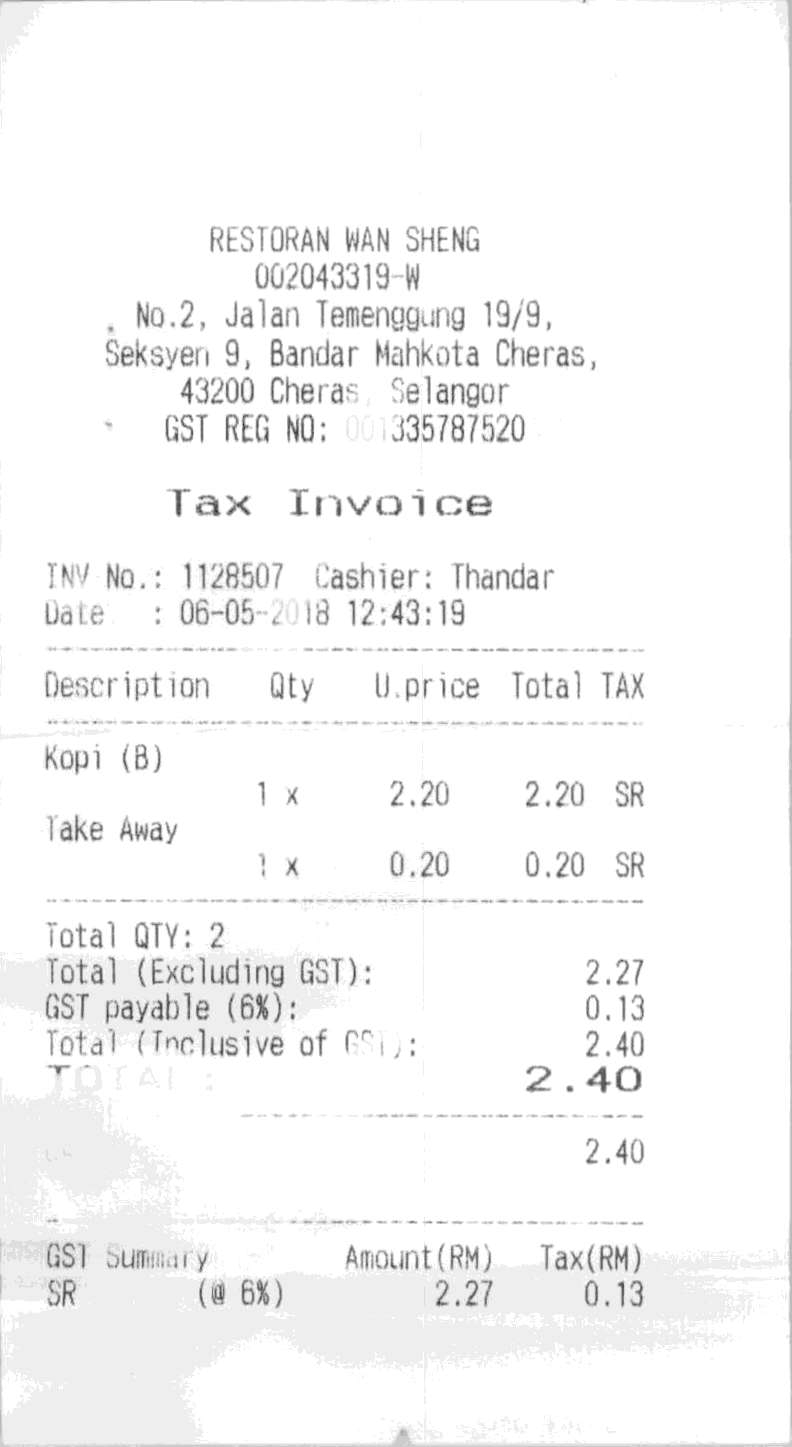 RESTORAN WAN SHENG
002043319-W
No.2, Jalan Temenggung 19/9,
Seksyen 9, Bandar Mahkota Cheras,
43200 Cheras, Selangor
GST REG NO: 001335787520
Tax Invoice
INV No.: 1128507 Cashier: Thandar
Date : 06-05-2018 12:43:19
Description Qty U.price Total TAX
Kopi (B)
1 x 2.20 2.20 SR
Take Away
1 x 0.20 0.20 SR
Total QTY: 2
Total (Excluding GST): 2.27
GST payable (6%): 0.13
Total (Inclusive of GST): 2.40
TOTAL : 2.40
2.40
GST Summary Amount(RM) Tax(RM)
SR (@ 6%) 2.27 0.13